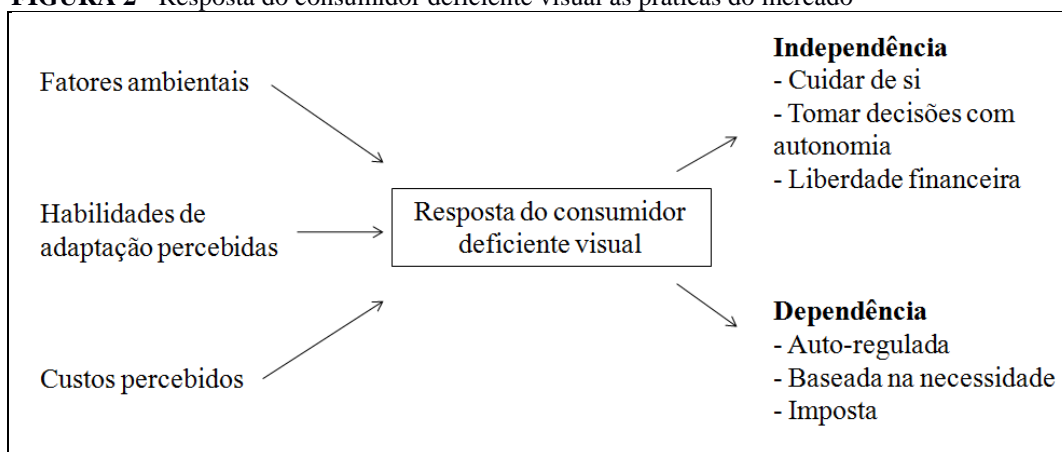 FIGURA 2 - Resposta do consumidor deficiente visual às práticas do mercado
Fatores ambientais
Habilidades de
adaptação percebidas
Custos percebidos
Resposta do consumidor
deficiente visual
Independência
- Cuidar de si
- Tomar decisões com
autonomia
- Liberdade financeira
Dependência
- Auto-regulada
- Baseada na necessidade
- Imposta